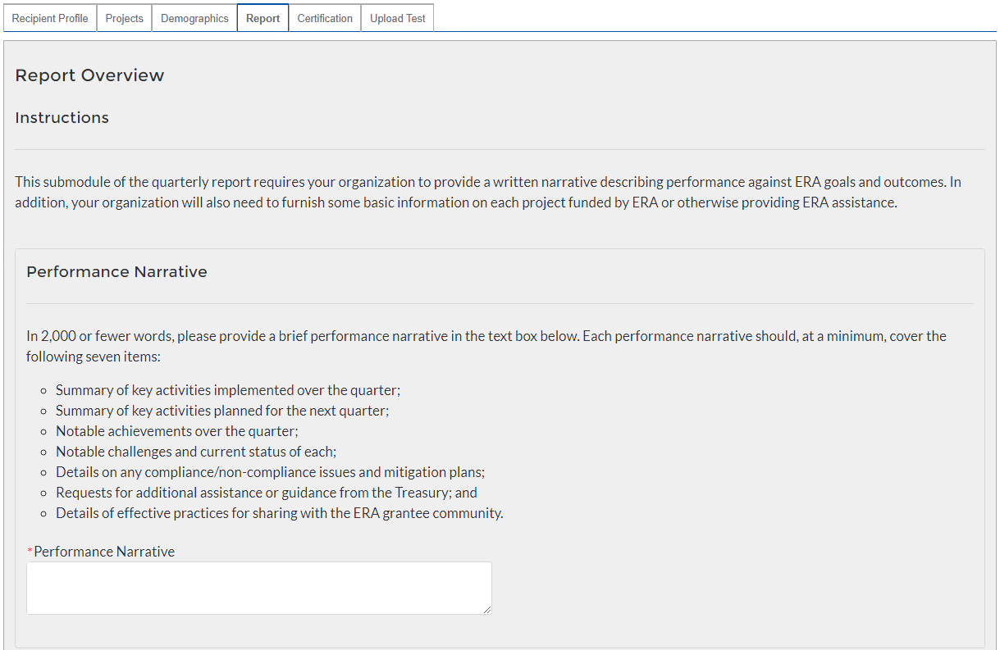 Recipient Profile Projects Demographics Report Certification Upload Test
Report Overview
Instructions
This submodule of the quarterly report requires your organization to provide a written narrative describing performance against ERA goals and outcomes. In
addition, your organization will also need to furnish some basic information on each project funded by ERA or otherwise providing ERA assistance.
Performance Narrative
In 2,000 or fewer words, please provide a brief performance narrative in the text box below. Each performance narrative should, at a minimum, cover the
following seven items:
Summary of key activities implemented over the quarter;
Summary of key activities planned for the next quarter;
Notable achievements over the quarter;
Notable challenges and current status of each;
Details on any compliance/non-compliance issues and mitigation plans;
Requests for additional assistance or guidance from the Treasury; and
Details of effective practices for sharing with the ERA grantee community.
*Performance Narrative